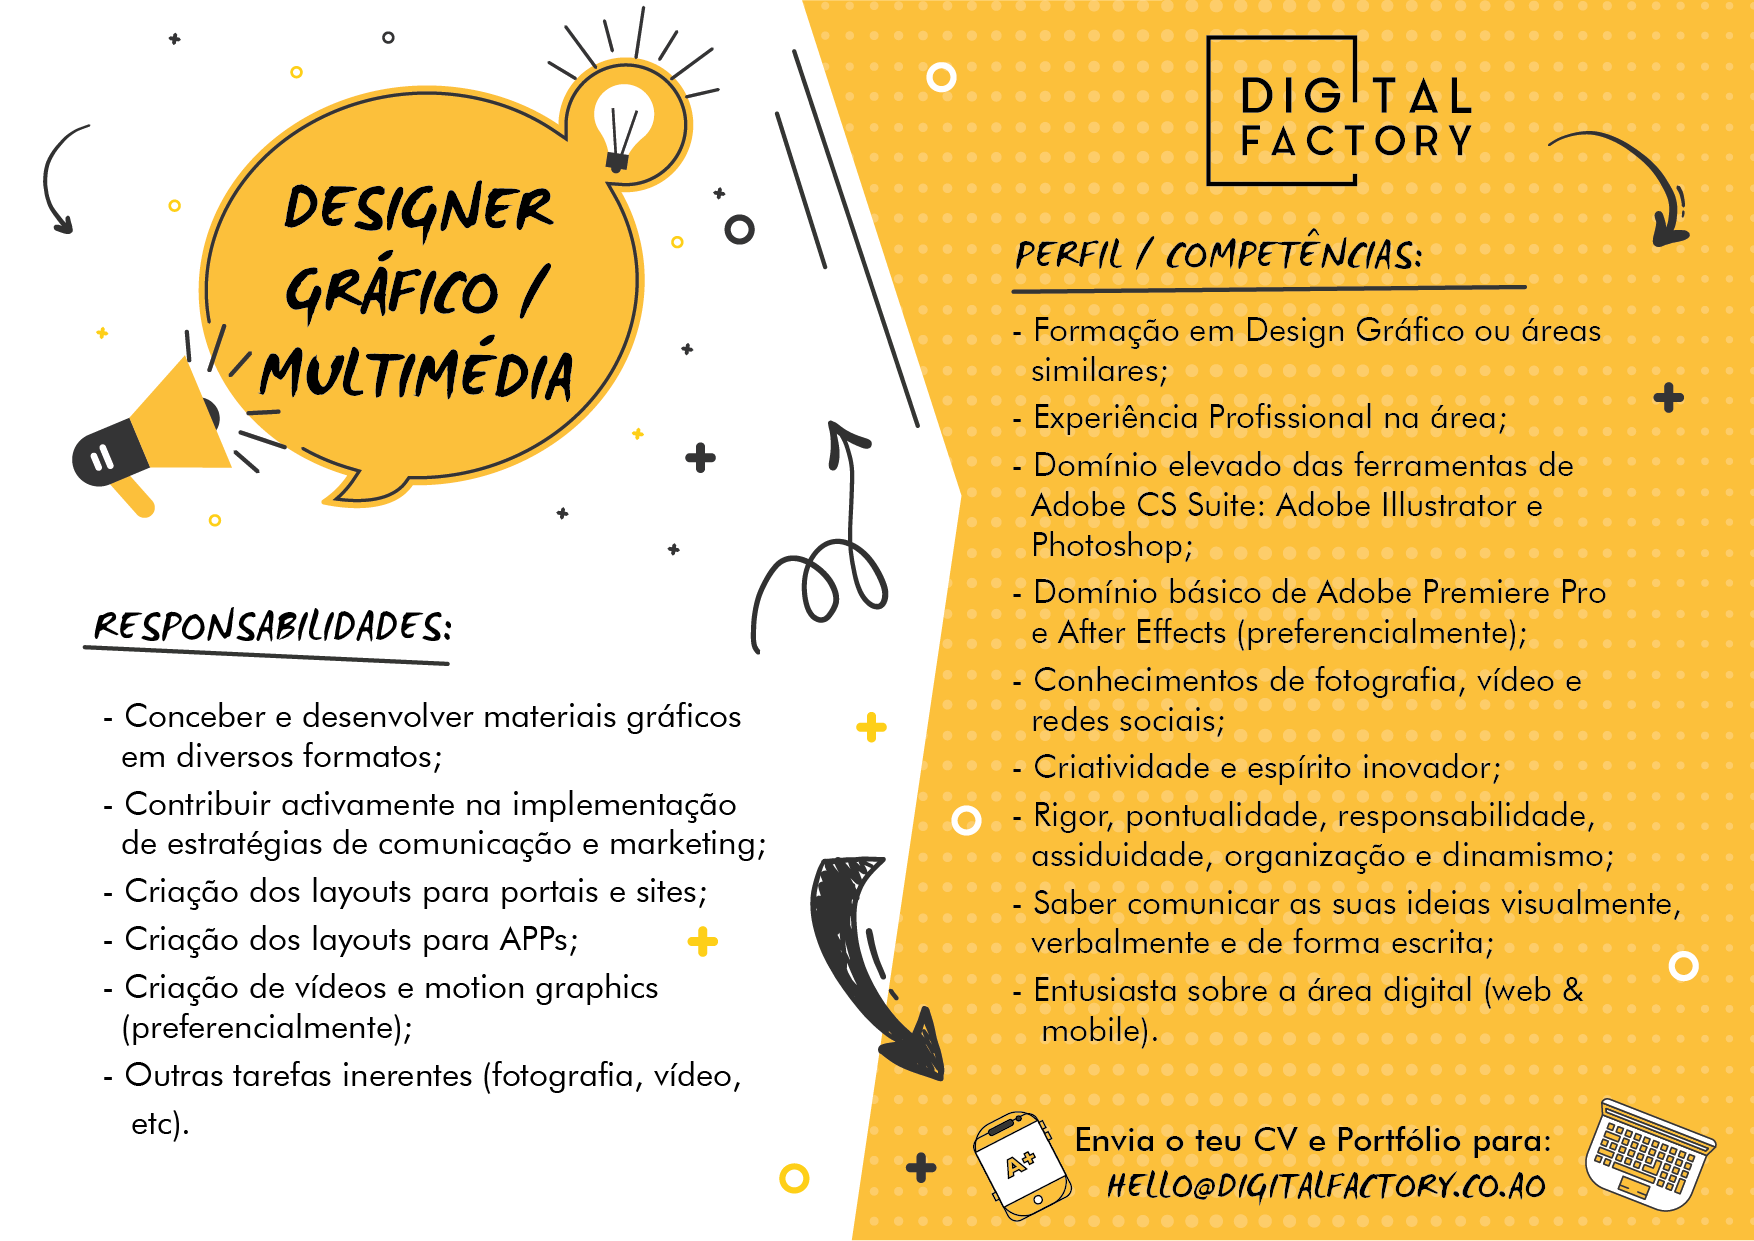 DESIGNER
GRÁFICO /
MULTIMÉDIA
RESPONSABILIDADES:
- Conceber e desenvolver materiais gráficos
em diversos formatos;
- Contribuir activamente na implementação
de estratégias de comunicação e marketing;
- Criação dos layouts para portais e sites;
- Criação dos layouts para APPs;
- Criação de vídeos e motion graphics
(preferencialmente);
- Outras tarefas inerentes (fotografia, vídeo,
etc).
DIGITAL
FACTORY
PERFIL / COMPETÊNCIAS:
- Formação em Design Gráfico ou áreas
similares;
- Experiência Profissional na área;
- Domínio elevado das ferramentas de
Adobe CS Suite: Adobe Illustrator e
Photoshop;
- Domínio básico de Adobe Premiere Pro
e After Effects (preferencialmente);
- Conhecimentos de fotografia, vídeo e
redes sociais;
- Criatividade e espírito inovador;
- Rigor, pontualidade, responsabilidade,
assiduidade, organização e dinamismo;
- Saber comunicar as suas ideias visualmente,
verbalmente e de forma escrita;
- Entusiasta sobre a área digital (web &
mobile).
A+
Envia o teu CV e Portfólio para:
HELLO@DIGITALFACTORY.CO.AO